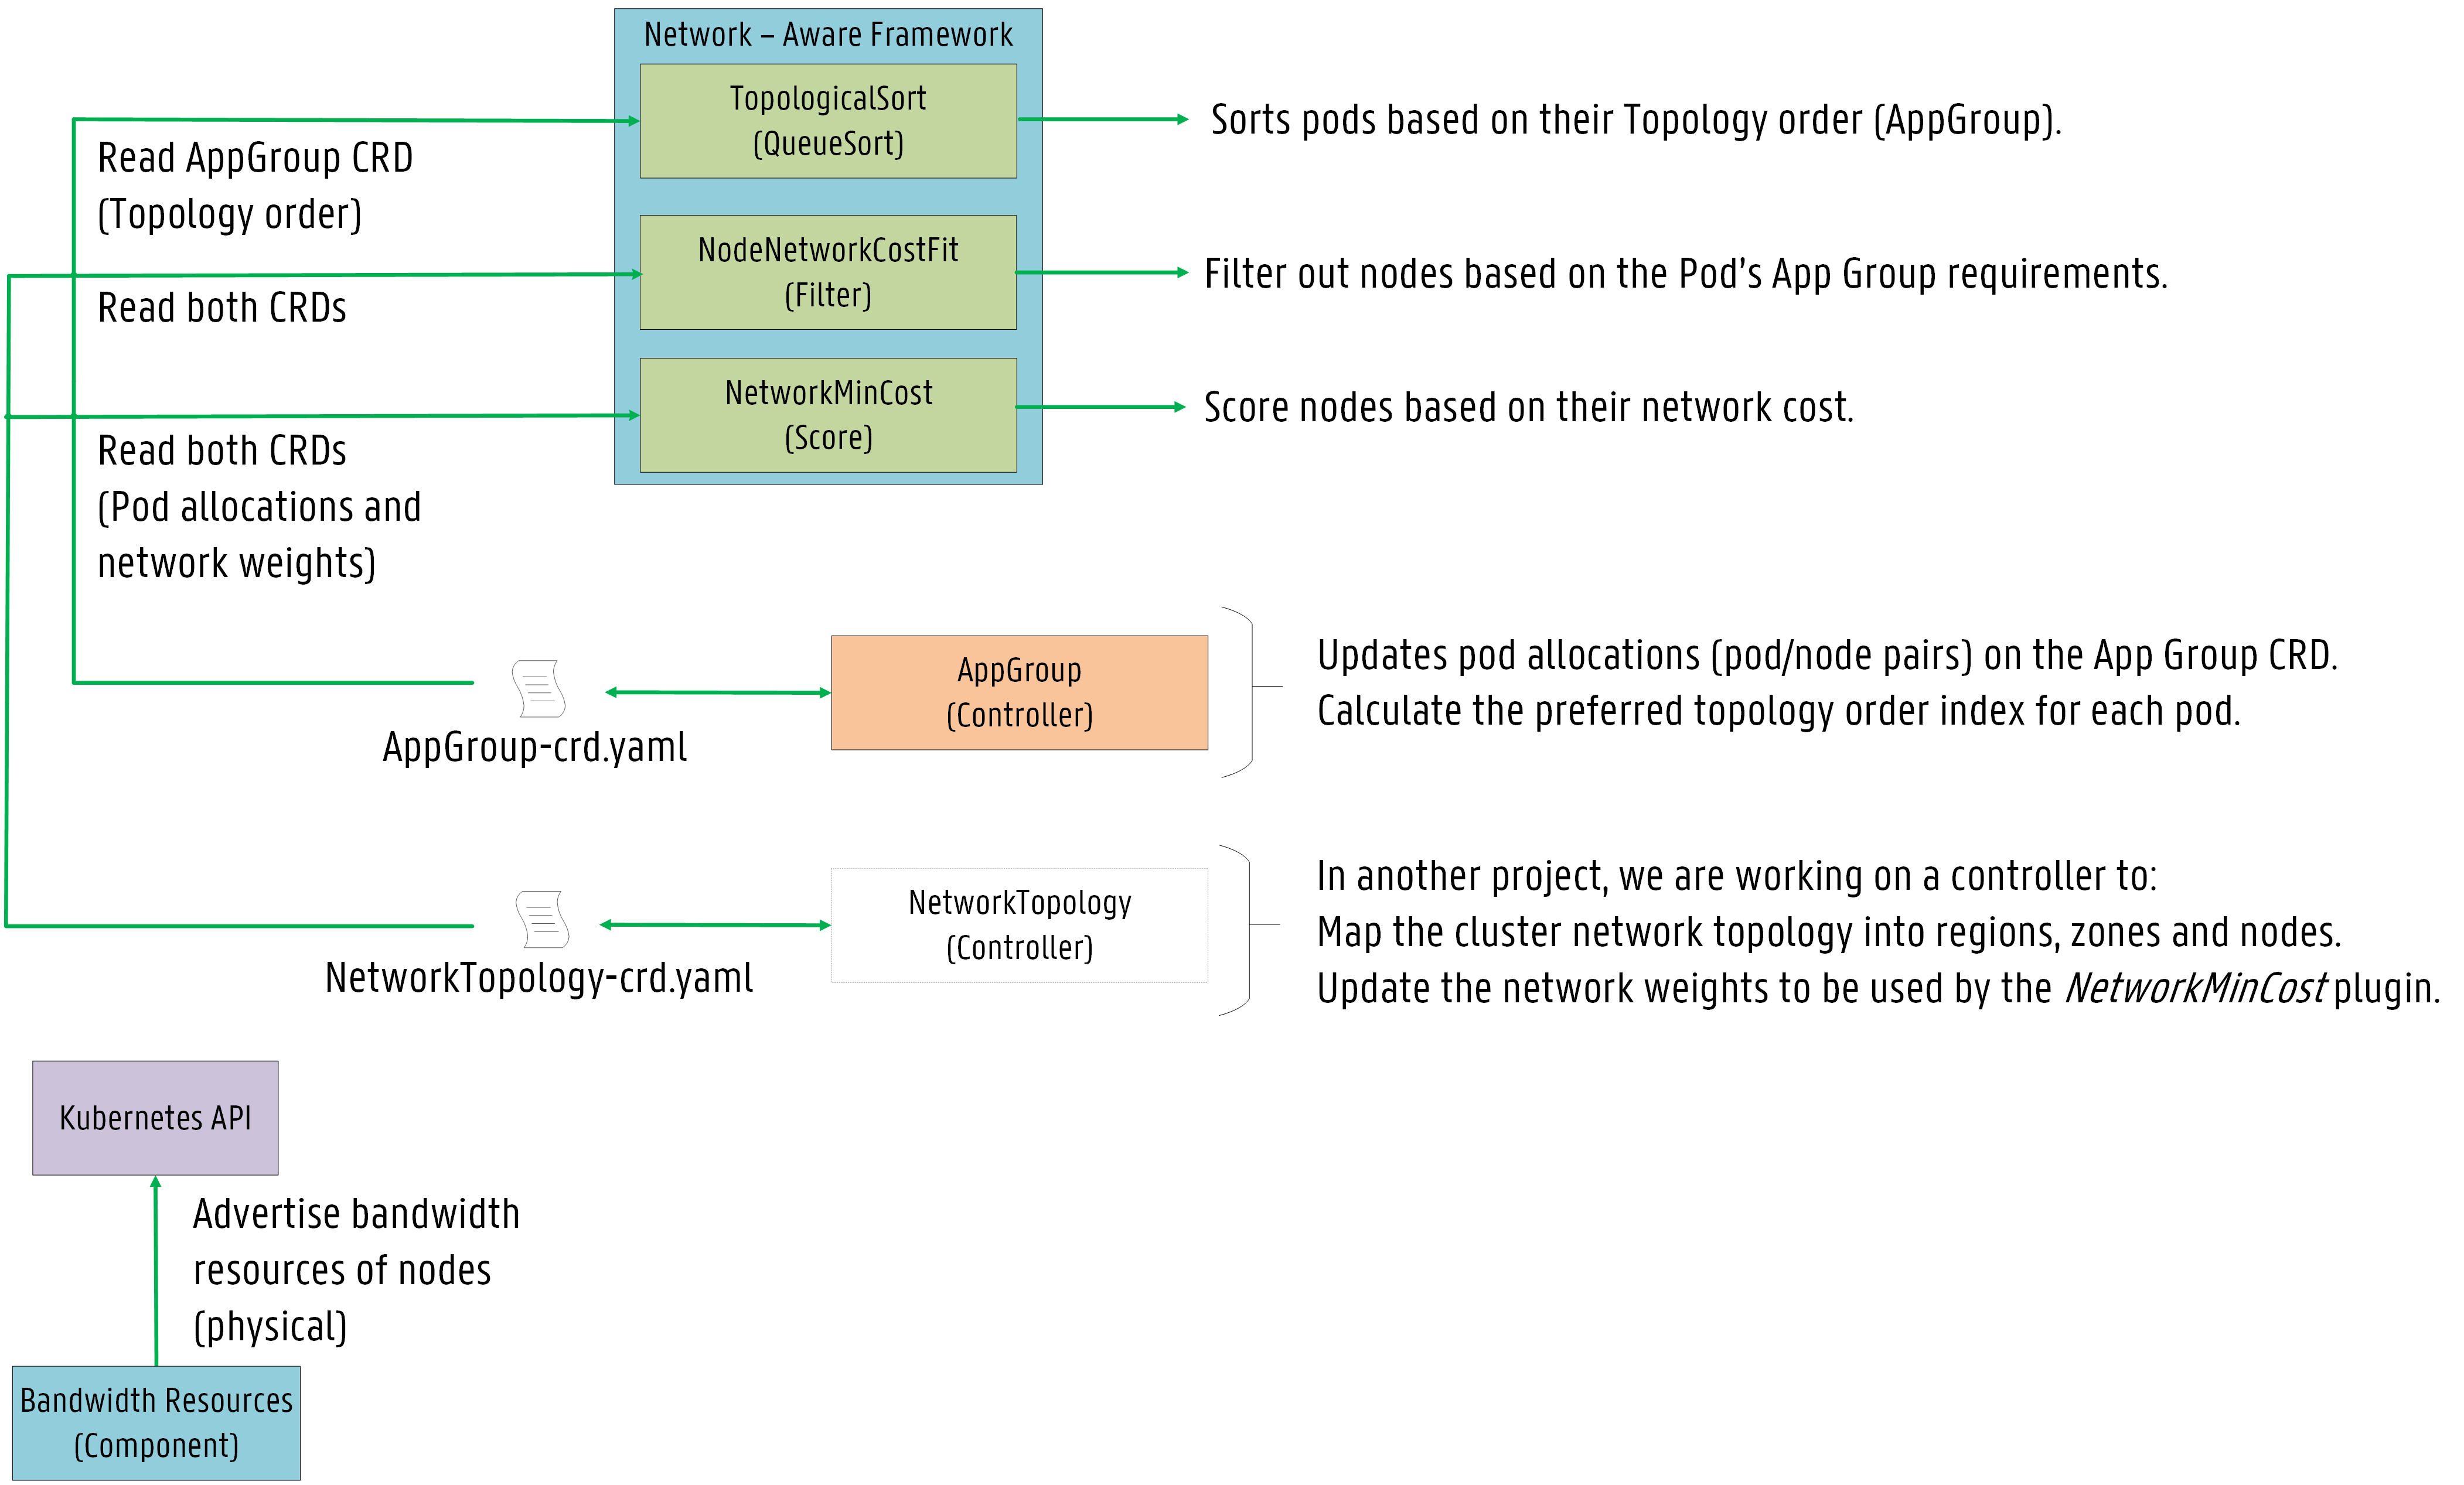 Network – Aware Framework
TopologicalSort
(QueueSort)
Sorts pods based on their Topology order (AppGroup).
Read AppGroup CRD
(Topology order)
NodeNetworkCostFit
(Filter)
Filter out nodes based on the Pod's App Group requirements.
Read both CRDs
NetworkMinCost
(Score)
Score nodes based on their network cost.
Read both CRDs
(Pod allocations and
network weights)
AppGroup-crd.yaml
AppGroup
(Controller)
Updates pod allocations (pod/node pairs) on the App Group CRD.
Calculate the preferred topology order index for each pod.
NetworkTopology-crd.yaml
NetworkTopology
(Controller)
In another project, we are working on a controller to:
Map the cluster network topology into regions, zones and nodes.
Update the network weights to be used by the NetworkMinCost plugin.
Kubernetes API
Advertise bandwidth
resources of nodes
(physical)
Bandwidth Resources
(Component)